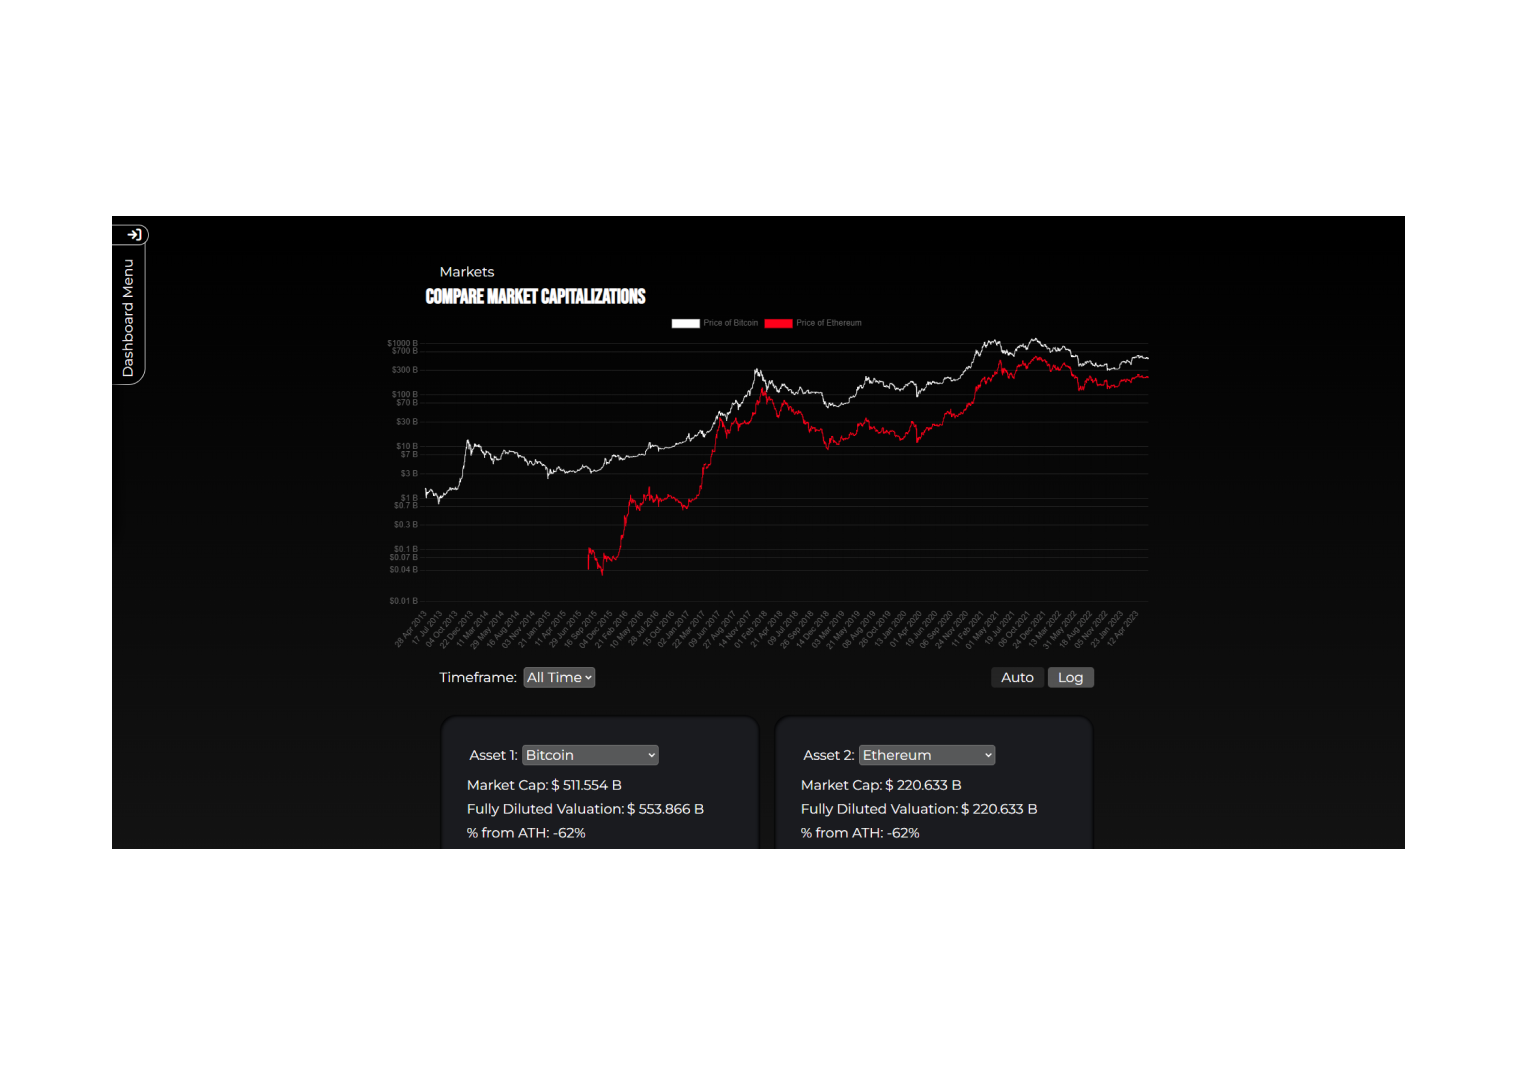 Dashboard Menu
Markets
COMPARE MARKET CAPITALIZATIONS
Price of Bitcoin Price of Ethereum
$1000 B
$700 B
$300 B
$100 B
$70 B
$30 B
$10 B
$7 B
$3 B
$1 B
$0.7 B
$0.3 B
$0.1 B
$0.07 B
$0.04 B
$0.01 B
28 Apr 2013
17 Jul 2013
04 Oct 2013
22 Dec 2013
11 Mar 2014
29 May 2014
16 Aug 2014
03 Nov 2014
21 Jan 2015
11 Apr 2015
29 Jun 2015
16 Sep 2015
04 Dec 2015
21 Feb 2016
10 May 2016
28 Jul 2016
15 Oct 2016
02 Jan 2017
22 Mar 2017
09 Jun 2017
27 Aug 2017
14 Nov 2017
01 Feb 2018
21 Apr 2018
09 Jul 2018
26 Sep 2018
14 Dec 2018
03 Mar 2019
21 May 2019
08 Aug 2019
26 Oct 2019
13 Jan 2020
01 Apr 2020
19 Jun 2020
06 Sep 2020
24 Nov 2020
11 Feb 2021
01 May 2021
19 Jul 2021
06 Oct 2021
24 Dec 2021
13 Mar 2022
31 May 2022
18 Aug 2022
05 Nov 2022
23 Jan 2023
12 Apr 2023
Timeframe: All Time
Auto Log
Asset 1: Bitcoin
Market Cap: $ 511.554 B
Fully Diluted Valuation: $ 553.866 B
% from ATH: -62%
Asset 2: Ethereum
Market Cap: $ 220.633 B
Fully Diluted Valuation: $ 220.633 B
% from ATH: -62%